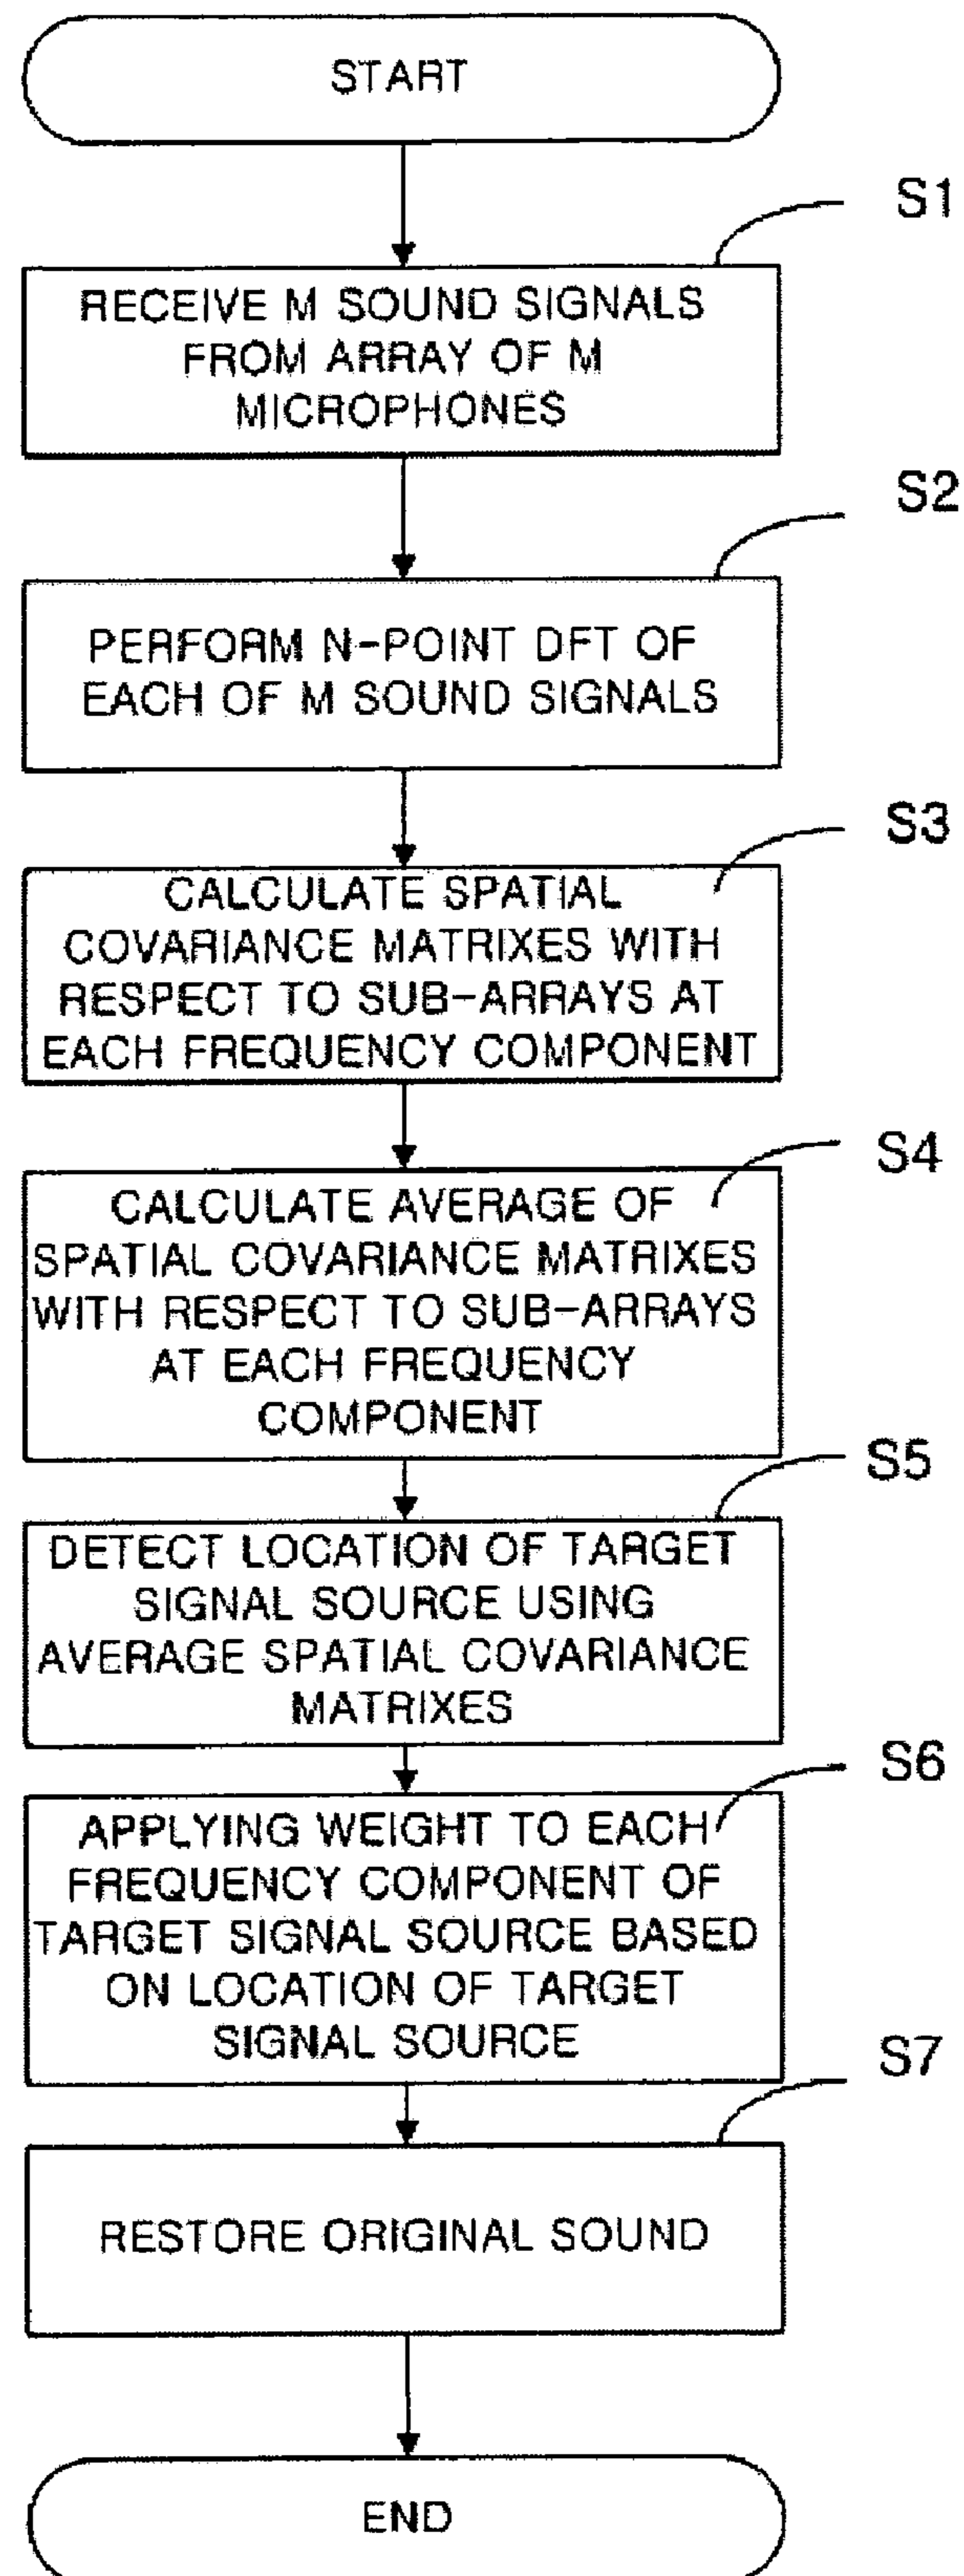 START
S1
RECEIVE M SOUND SIGNALS
FROM ARRAY OF M
MICROPHONES
S2
PERFORM N-POINT DFT OF
EACH OF M SOUND SIGNALS
S3
CALCULATE SPATIAL
COVARIANCE MATRIXES WITH
RESPECT TO SUB-ARRAYS AT
EACH FREQUENCY COMPONENT
S4
CALCULATE AVERAGE OF
SPATIAL COVARIANCE MATRIXES
WITH RESPECT TO SUB-ARRAYS
AT EACH FREQUENCY
COMPONENT
S5
DETECT LOCATION OF TARGET
SIGNAL SOURCE USING
AVERAGE SPATIAL COVARIANCE
MATRIXES
S6
APPLYING WEIGHT TO EACH
FREQUENCY COMPONENT OF
TARGET SIGNAL SOURCE BASED
ON LOCATION OF TARGET
SIGNAL SOURCE
S7
RESTORE ORIGINAL SOUND
END